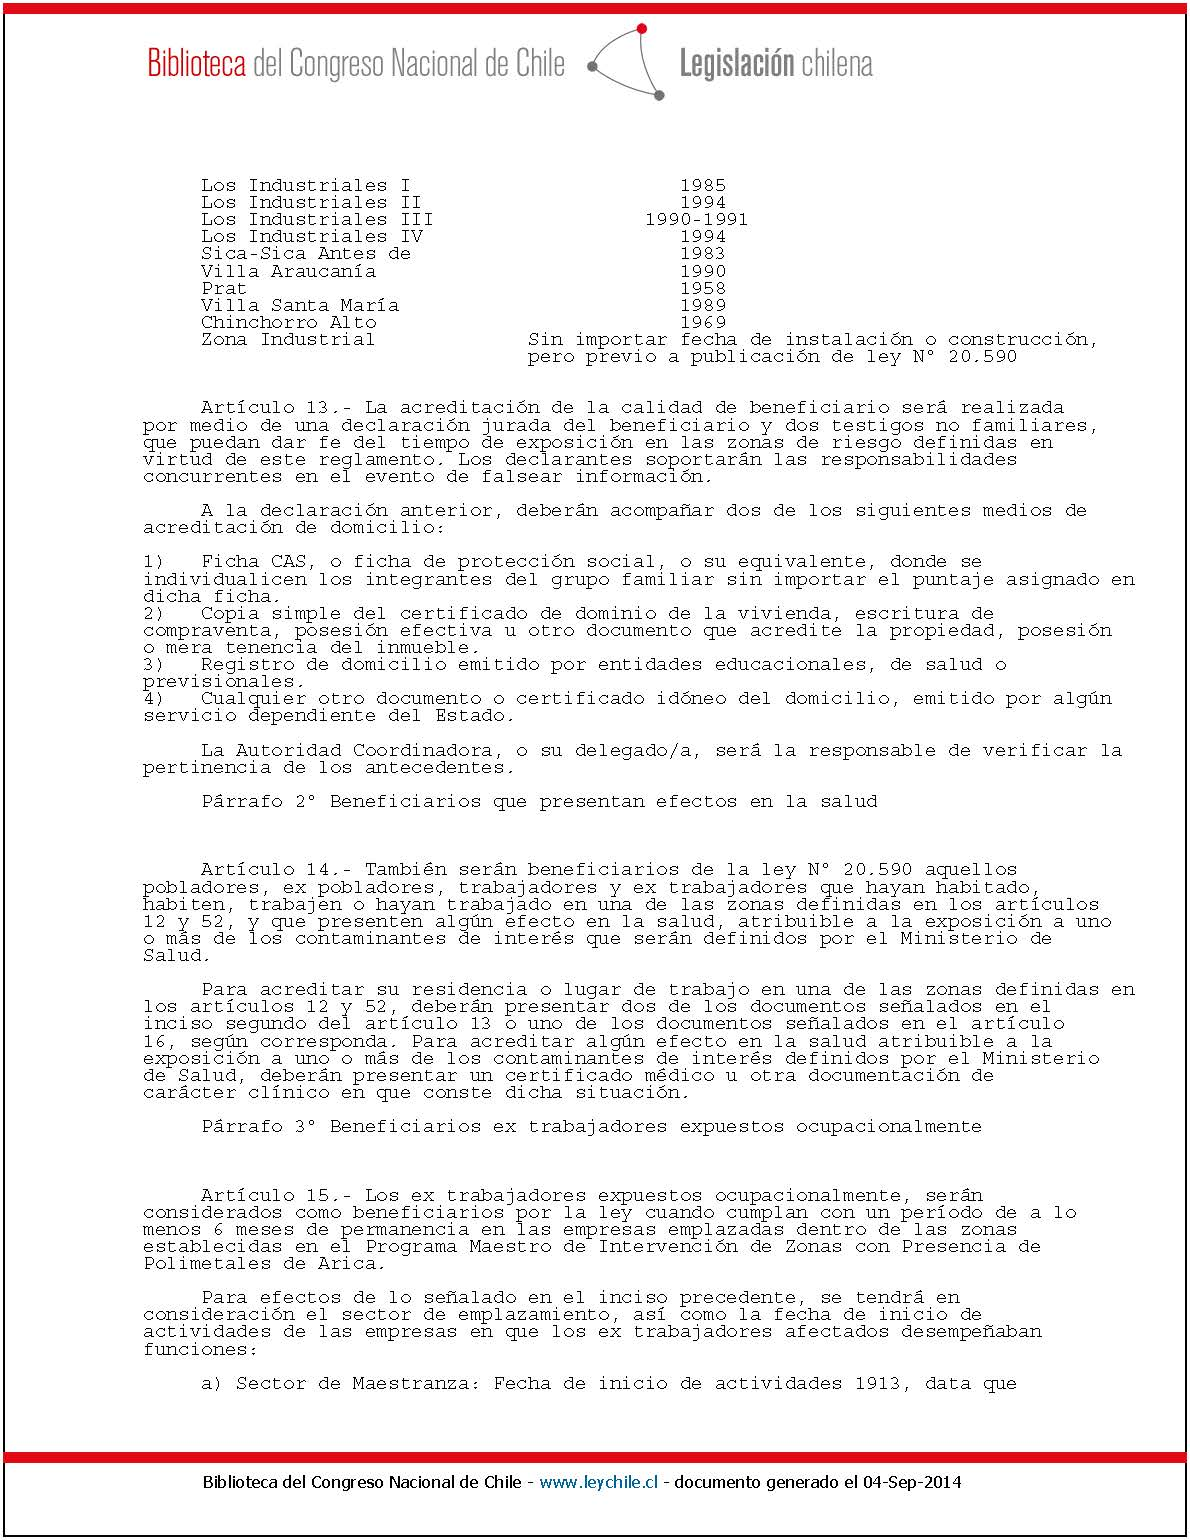 Biblioteca del Congreso Nacional de Chile Legislación chilena
Los Industriales I 1985
Los Industriales II 1994
Los Industriales III 1990-1991
Los Industriales IV 1994
Sica-Sica Antes de 1983
Villa Araucanía 1990
Prat 1958
Villa Santa María 1989
Chinchorro Alto 1969
Zona Industrial Sin importar fecha de instalación o construcción,
pero previo a publicación de ley Nº 20.590
Artículo 13.- La acreditación de la calidad de beneficiario será realizada
por medio de una declaración jurada del beneficiario y dos testigos no familiares,
que puedan dar fe del tiempo de exposición en las zonas de riesgo definidas en
virtud de este reglamento. Los declarantes soportarán las responsabilidades
concurrentes en el evento de falsear información.
A la declaración anterior, deberán acompañar dos de los siguientes medios de
acreditación de domicilio:
1) Ficha CAS, o ficha de protección social, o su equivalente, donde se
individualicen los integrantes del grupo familiar sin importar el puntaje asignado en
dicha ficha.
2) Copia simple del certificado de dominio de la vivienda, escritura de
compraventa, posesión efectiva u otro documento que acredite la propiedad, posesión
o mera tenencia del inmueble.
3) Registro de domicilio emitido por entidades educacionales, de salud o
previsionales.
4) Cualquier otro documento o certificado idóneo del domicilio, emitido por algún
servicio dependiente del Estado.
La Autoridad Coordinadora, o su delegado/a, será la responsable de verificar la
pertinencia de los antecedentes.
Párrafo 2º Beneficiarios que presentan efectos en la salud
Artículo 14.- También serán beneficiarios de la ley Nº 20.590 aquellos
pobladores, ex pobladores, trabajadores y ex trabajadores que hayan habitado,
habiten, trabajen o hayan trabajado en una de las zonas definidas en los artículos
12 y 52, y que presenten algún efecto en la salud, atribuible a la exposición a uno
o más de los contaminantes de interés que serán definidos por el Ministerio de
Salud.
Para acreditar su residencia o lugar de trabajo en una de las zonas definidas en
los artículos 12 y 52, deberán presentar dos de los documentos señalados en el
inciso segundo del artículo 13 o uno de los documentos señalados en el artículo
16, según corresponda. Para acreditar algún efecto en la salud atribuible a la
exposición a uno o más de los contaminantes de interés definidos por el Ministerio
de Salud, deberán presentar un certificado médico u otra documentación de
carácter clínico en que conste dicha situación.
Párrafo 3º Beneficiarios ex trabajadores expuestos ocupacionalmente
Artículo 15.- Los ex trabajadores expuestos ocupacionalmente, serán
considerados como beneficiarios por la ley cuando cumplan con un período de a lo
menos 6 meses de permanencia en las empresas emplazadas dentro de las zonas
establecidas en el Programa Maestro de Intervención de Zonas con Presencia de
Polimetales de Arica.
Para efectos de lo señalado en el inciso precedente, se tendrá en
consideración el sector de emplazamiento, así como la fecha de inicio de
actividades de las empresas en que los ex trabajadores afectados desempeñaban
funciones:
a) Sector de Maestranza: Fecha de inicio de actividades 1913, data que
Biblioteca del Congreso Nacional de Chile - www.leychile.cl - documento generado el 04-Sep-2014